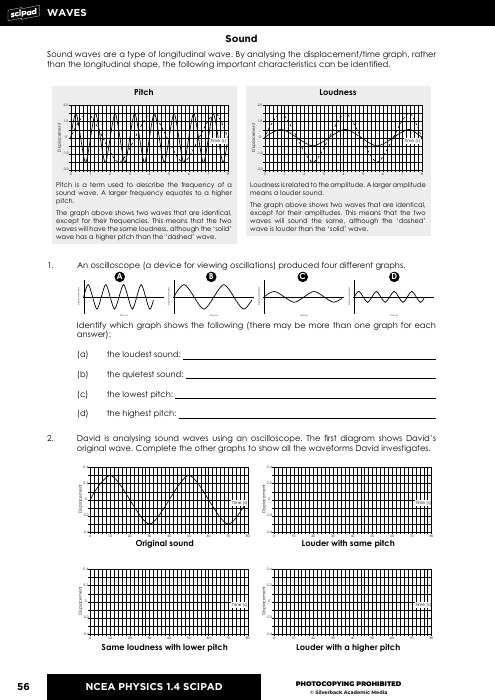 scipad WAVES
Sound
Sound waves are a type of longitudinal wave. By analysing the displacement/time graph, rather
than the longitudinal shape, the following important characteristics can be identified.
Pitch
Displacement
Pitch is a term used to describe the frequency of a
sound wave. A larger frequency equates to a higher
pitch.
The graph above shows two waves that are identical,
except for their frequencies. This means that the two
waves will have the same loudness, although the ‘solid’
wave has a higher pitch than the ‘dashed’ wave.
Loudness
Displacement
Loudness is related to the amplitude. A larger amplitude
means a louder sound.
The graph above shows two waves that are identical,
except for their amplitudes. This means that the two
waves will sound the same, although the ‘dashed’
wave is louder than the ‘solid’ wave.
1. An oscilloscope (a device for viewing oscillations) produced four different graphs.
A B C D
Identify which graph shows the following (there may be more than one graph for each
answer):
(a) the loudest sound:
(b) the quietest sound:
(c) the lowest pitch:
(d) the highest pitch:
2. David is analysing sound waves using an oscilloscope. The first diagram shows David’s
original wave. Complete the other graphs to show all the waveforms David investigates.
Displacement
Original sound
Displacement
Louder with same pitch
Displacement
Same loudness with lower pitch
Displacement
Louder with a higher pitch
56 NCEA PHYSICS 1.4 SCIPAD
PHOTOCOPYING PROHIBITED
© Silverback Academic Media